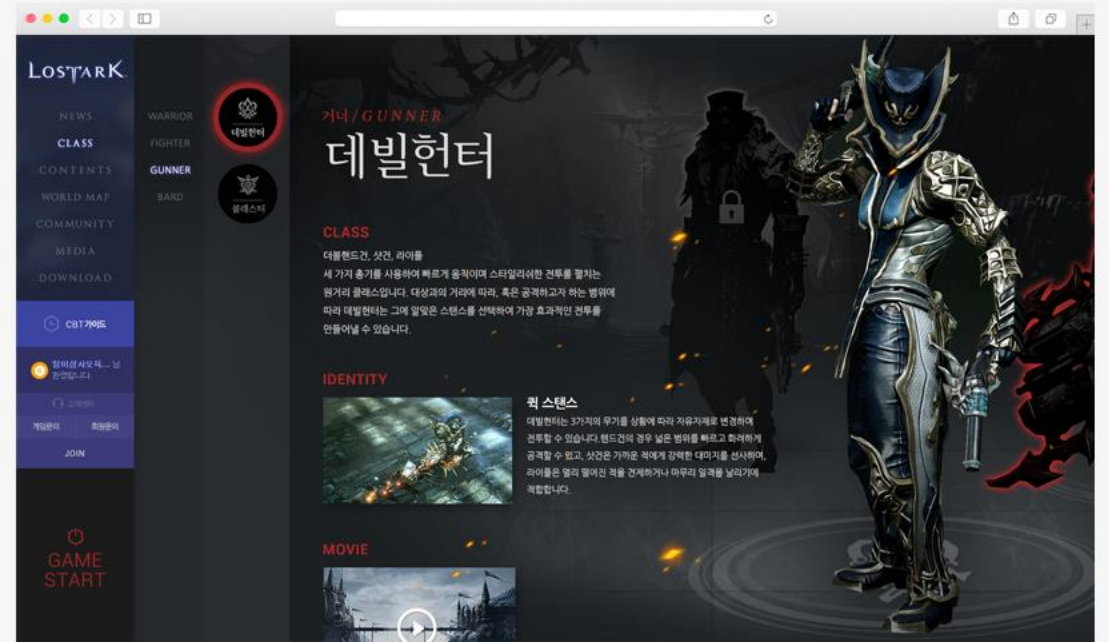 LOSTARK
NEWS
CLASS
CONTENTS
WORLD MAP
COMMUNITY
MEDIA
DOWNLOAD
CBT가이드
님
환영합니다.
고객센터
게임문의
회원문의
JOIN
GAME
START
WARRIOR
FIGHTER
GUNNER
BARD
데빌헌터
블래스터
거너/GUNNER
데빌헌터
CLASS
더블핸드건, 샷건, 라이플
세 가지 총기를 사용하여 빠르게 움직이며 스타일리쉬한 전투를 펼치는
원거리 클래스입니다. 대상과의 거리에 따라, 혹은 공격하고자 하는 범위에
따라 데빌헌터는 그에 알맞은 스탠스를 선택하여 가장 효과적인 전투를
만들어낼 수 있습니다.
IDENTITY
퀵 스탠스
데빌헌터는 3가지의 무기를 상황에 따라 자유자재로 변경하여
전투할 수 있습니다.핸드건의 경우 넓은 범위를 빠르고 화려하게
공격할 수 있고, 샷건은 가까운 적에게 강력한 대미지를 선사하며,
라이플은 멀리 떨어진 적을 견제하거나 마무리 일격을 날리기에
적합합니다.
MOVIE